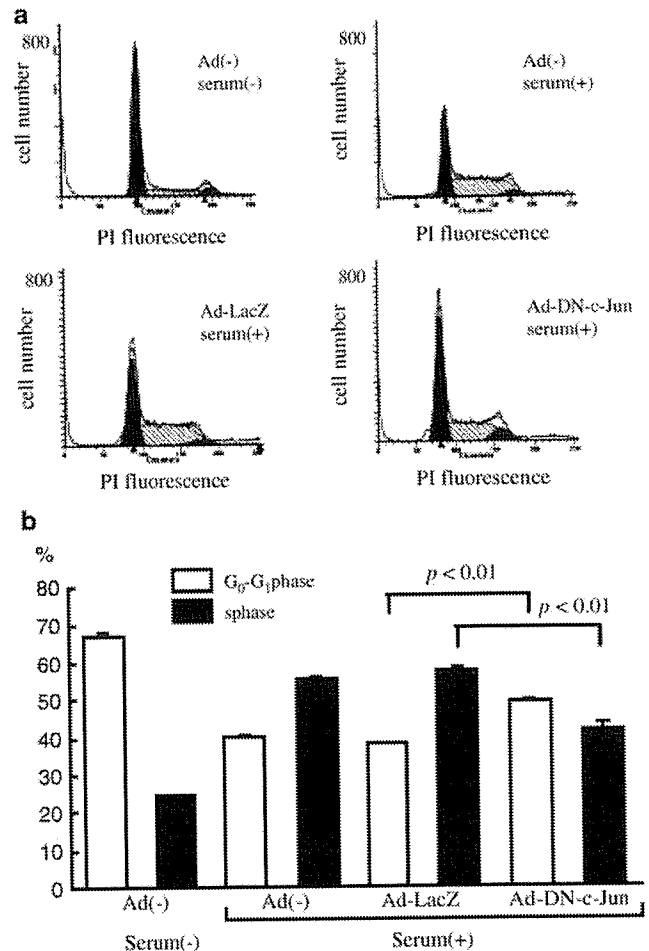 a
800
cell number
Ad(-)
serum(-)
PI fluorescence
800
cell number
Ad(-)
serum(+)
PI fluorescence
800
cell number
Ad-LacZ
serum(+)
PI fluorescence
800
cell number
Ad-DN-c-Jun
serum(+)
PI fluorescence
b
%
80
70
60
50
40
30
20
10
0
G₀-G₁phase
sphase
p < 0.01
p < 0.01
Ad(-)
Ad(-)
Ad-LacZ
Ad-DN-c-Jun
Serum(-)
Serum(+)